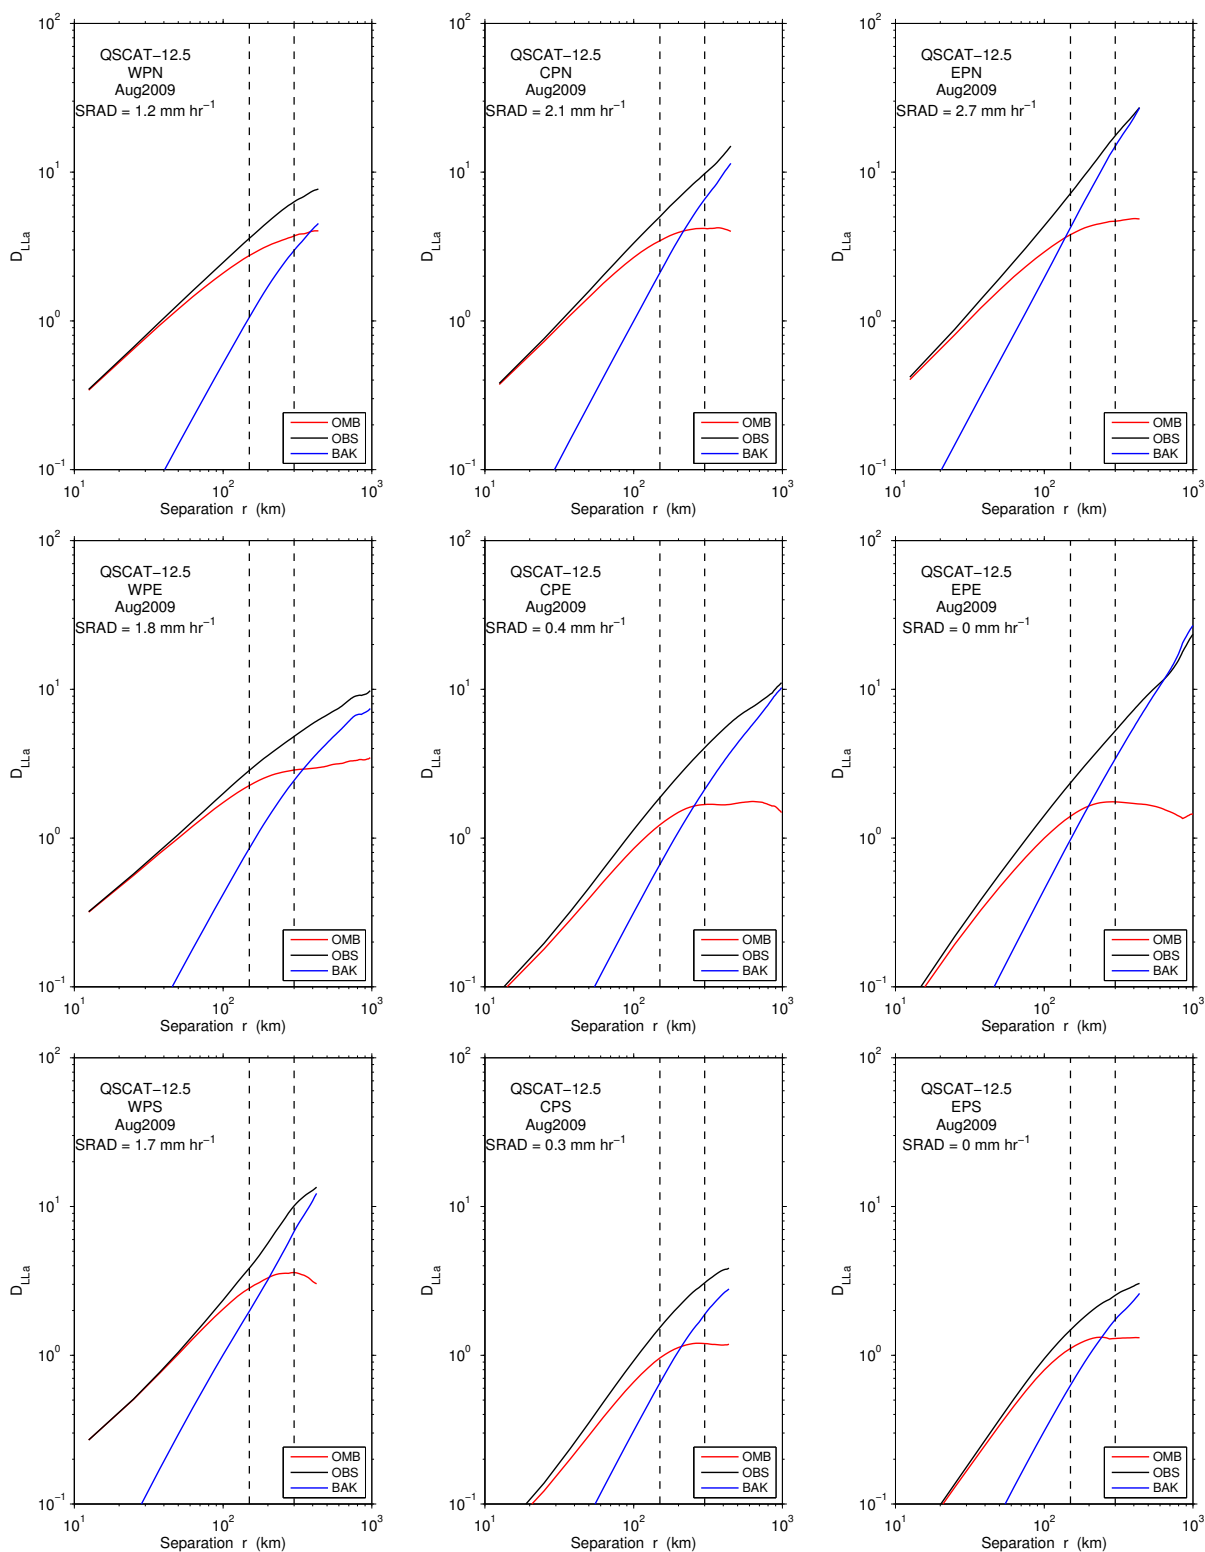 10²
QSCAT−12.5
WPN
Aug2009
SRAD = 1.2 mm hr⁻¹
10¹
D_LLa
10⁰
OMB
OBS
BAK
10⁻¹
10¹ 10² 10³
Separation r (km)
10²
QSCAT−12.5
CPN
Aug2009
SRAD = 2.1 mm hr⁻¹
10¹
D_LLa
10⁰
OMB
OBS
BAK
10⁻¹
10¹ 10² 10³
Separation r (km)
10²
QSCAT−12.5
EPN
Aug2009
SRAD = 2.7 mm hr⁻¹
10¹
D_LLa
10⁰
OMB
OBS
BAK
10⁻¹
10¹ 10² 10³
Separation r (km)
10²
QSCAT−12.5
WPE
Aug2009
SRAD = 1.8 mm hr⁻¹
10¹
D_LLa
10⁰
OMB
OBS
BAK
10⁻¹
10¹ 10² 10³
Separation r (km)
10²
QSCAT−12.5
CPE
Aug2009
SRAD = 0.4 mm hr⁻¹
10¹
D_LLa
10⁰
OMB
OBS
BAK
10⁻¹
10¹ 10² 10³
Separation r (km)
10²
QSCAT−12.5
EPE
Aug2009
SRAD = 0 mm hr⁻¹
10¹
D_LLa
10⁰
OMB
OBS
BAK
10⁻¹
10¹ 10² 10³
Separation r (km)
10²
QSCAT−12.5
WPS
Aug2009
SRAD = 1.7 mm hr⁻¹
10¹
D_LLa
10⁰
OMB
OBS
BAK
10⁻¹
10¹ 10² 10³
Separation r (km)
10²
QSCAT−12.5
CPS
Aug2009
SRAD = 0.3 mm hr⁻¹
10¹
D_LLa
10⁰
OMB
OBS
BAK
10⁻¹
10¹ 10² 10³
Separation r (km)
10²
QSCAT−12.5
EPS
Aug2009
SRAD = 0 mm hr⁻¹
10¹
D_LLa
10⁰
OMB
OBS
BAK
10⁻¹
10¹ 10² 10³
Separation r (km)